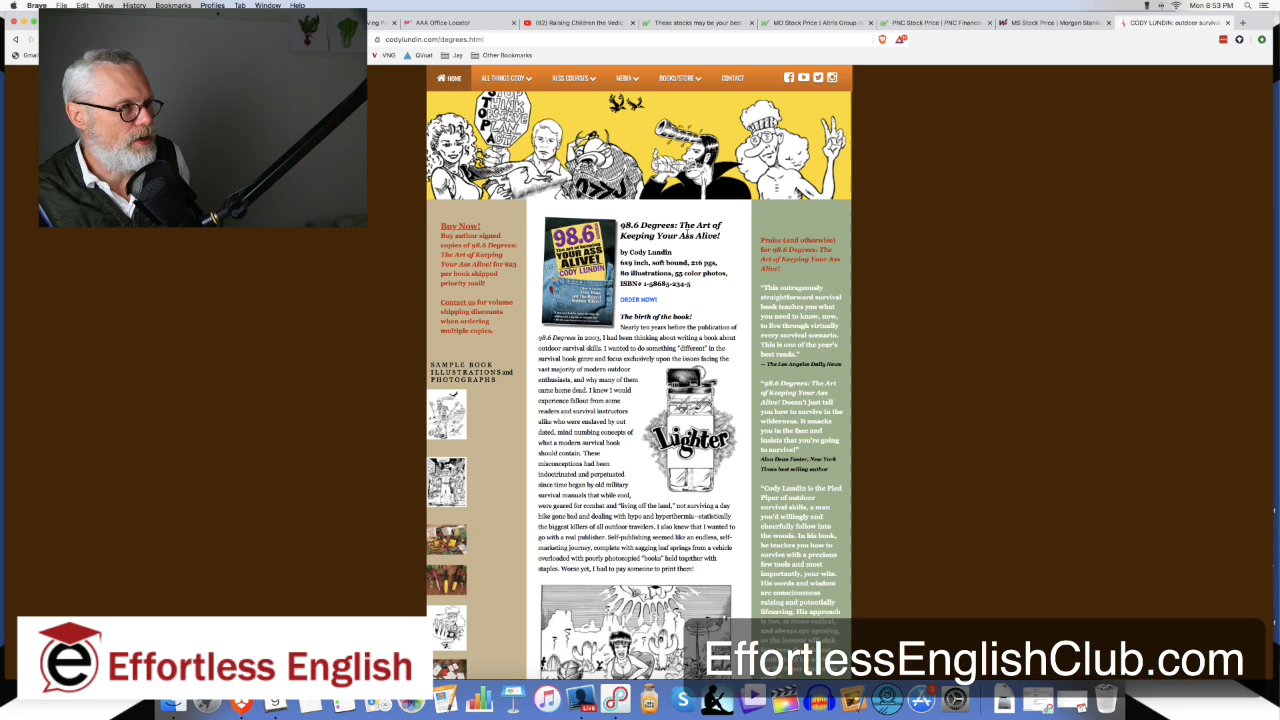 Brave File Edit View History Bookmarks Profiles Tab Window Help
Mon 8:53 PM
AAA Office Locator
(82) Raising Children the Vedic
These stocks may be your best
MO Stock Price | Altria Group In
PNC Stock Price | PNC Financial
MS Stock Price | Morgan Stanle
CODY LUNDIN: outdoor survival
codylundin.com/degrees.html
VNG
QVoat
Jay
Other Bookmarks
HOME
ALL THINGS CODY
ALSS COURSES
MEDIA
BOOKS/STORE
CONTACT
STOP
THINK
OBSERVE
PLAN
Buy Now!
Buy author signed
copies of 98.6 Degrees:
The Art of Keeping
Your Ass Alive! for $23
per book shipped
priority mail!
Contact us for volume
shipping discounts
when ordering
multiple copies.
SAMPLE BOOK
ILLUSTRATIONS and
PHOTOGRAPHS
98.6
YOUR ASS
ALIVE!
CODY LUNDIN
98.6 Degrees: The Art of
Keeping Your Ass Alive!
by Cody Lundin
6x9 inch, soft bound, 216 pgs,
80 illustrations, 55 color photos,
ISBN# 1-58685-234-5
ORDER NOW!
The birth of the book!
Nearly ten years before the publication of
98.6 Degrees in 2003, I had been thinking about writing a book about
outdoor survival skills. I wanted to do something "different" in the
survival book genre and focus exclusively upon the issues facing the
vast majority of modern outdoor
enthusiasts, and why many of them
came home dead. I knew I would
experience fallout from some
readers and survival instructors
alike who were enslaved by out
dated, mind numbing concepts of
what a modern survival book
should contain. These
misconceptions had been
indoctrinated and perpetuated
since time began by old military
survival manuals that while cool,
were geared for combat and "living off the land," not surviving a day
hike gone bad and dealing with hypo and hyperthermia--statistically
the biggest killers of all outdoor travelers. I also knew that I wanted to
go with a real publisher. Self-publishing seemed like an endless, self-
marketing journey, complete with sagging leaf springs from a vehicle
overloaded with poorly photocopied "books" held together with
staples. Worse yet, I had to pay someone to print them!
Lighter
Praise (and otherwise)
for 98.6 Degrees: The
Art of Keeping Your Ass
Alive!
"This outrageously
straightforward survival
book teaches you what
you need to know, now,
to live through virtually
every survival scenario.
This is one of the year's
best reads."
— The Los Angeles Daily News
"98.6 Degrees: The Art
of Keeping Your Ass
Alive! Doesn't just tell
you how to survive in the
wilderness. It smacks
you in the face and
insists that you're going
to survive!"
Alan Dean Foster, New York
Times best selling author
"Cody Lundin is the Pied
Piper of outdoor
survival skills, a man
you'd willingly and
cheerfully follow into
the woods. In his book,
he teaches you how to
survive with a precious
few tools and most
importantly, your wits.
His words and wisdom
are consciousness
raising and potentially
lifesaving. His approach
is fun, at times radical,
and always eye opening,
Effortless English
EffortlessEnglishClub.com